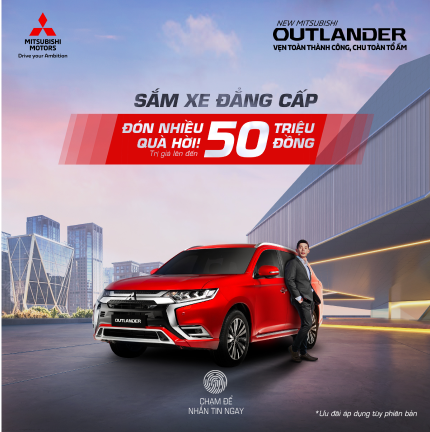 MITSUBISHI
MOTORS
Drive your Ambition
NEW MITSUBISHI
OUTLANDER
VẸN TOÀN THÀNH CÔNG, CHU TOÀN TỔ ẤM
SẮM XE ĐẲNG CẤP
ĐÓN NHIỀU
QUÀ HỜI!
Trị giá lên đến
50 TRIỆU
ĐỒNG
OUTLANDER
CHẠM ĐỂ
NHẮN TIN NGAY
*Ưu đãi áp dụng tùy phiên bản